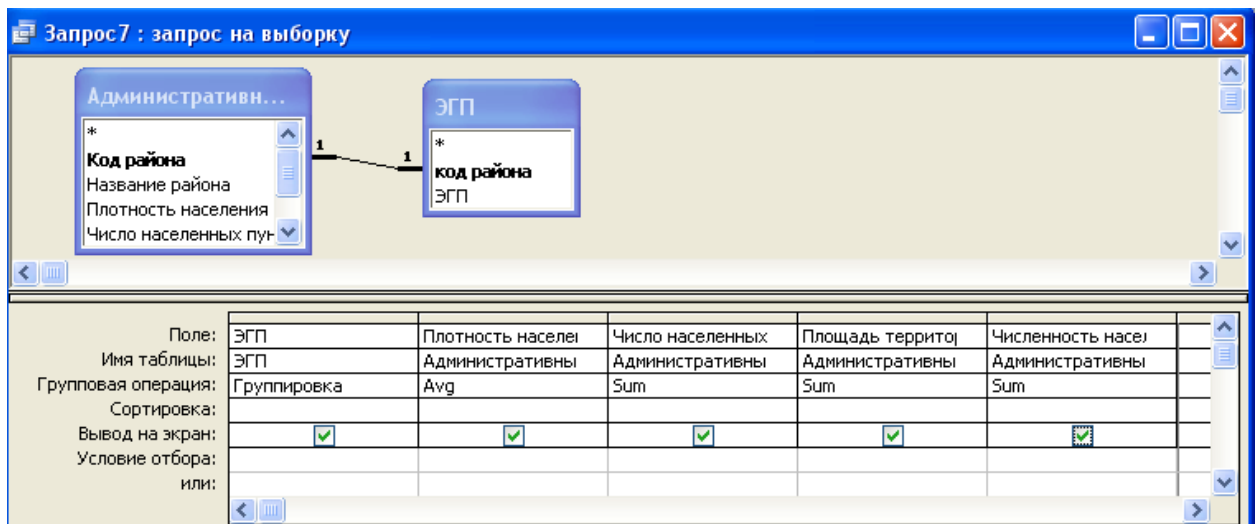 Запрос7 : запрос на выборку
Административн...
*
Код района
Название района
Плотность населения
Число населенных пун
1
1
ЭГП
*
код района
ЭГП
Поле: ЭГП Плотность населен Число населенных Площадь территор Численность насел
Имя таблицы: ЭГП Административны Административны Административны Административны
Групповая операция: Группировка Avg Sum Sum Sum
Сортировка:
Вывод на экран:
Условие отбора:
или: